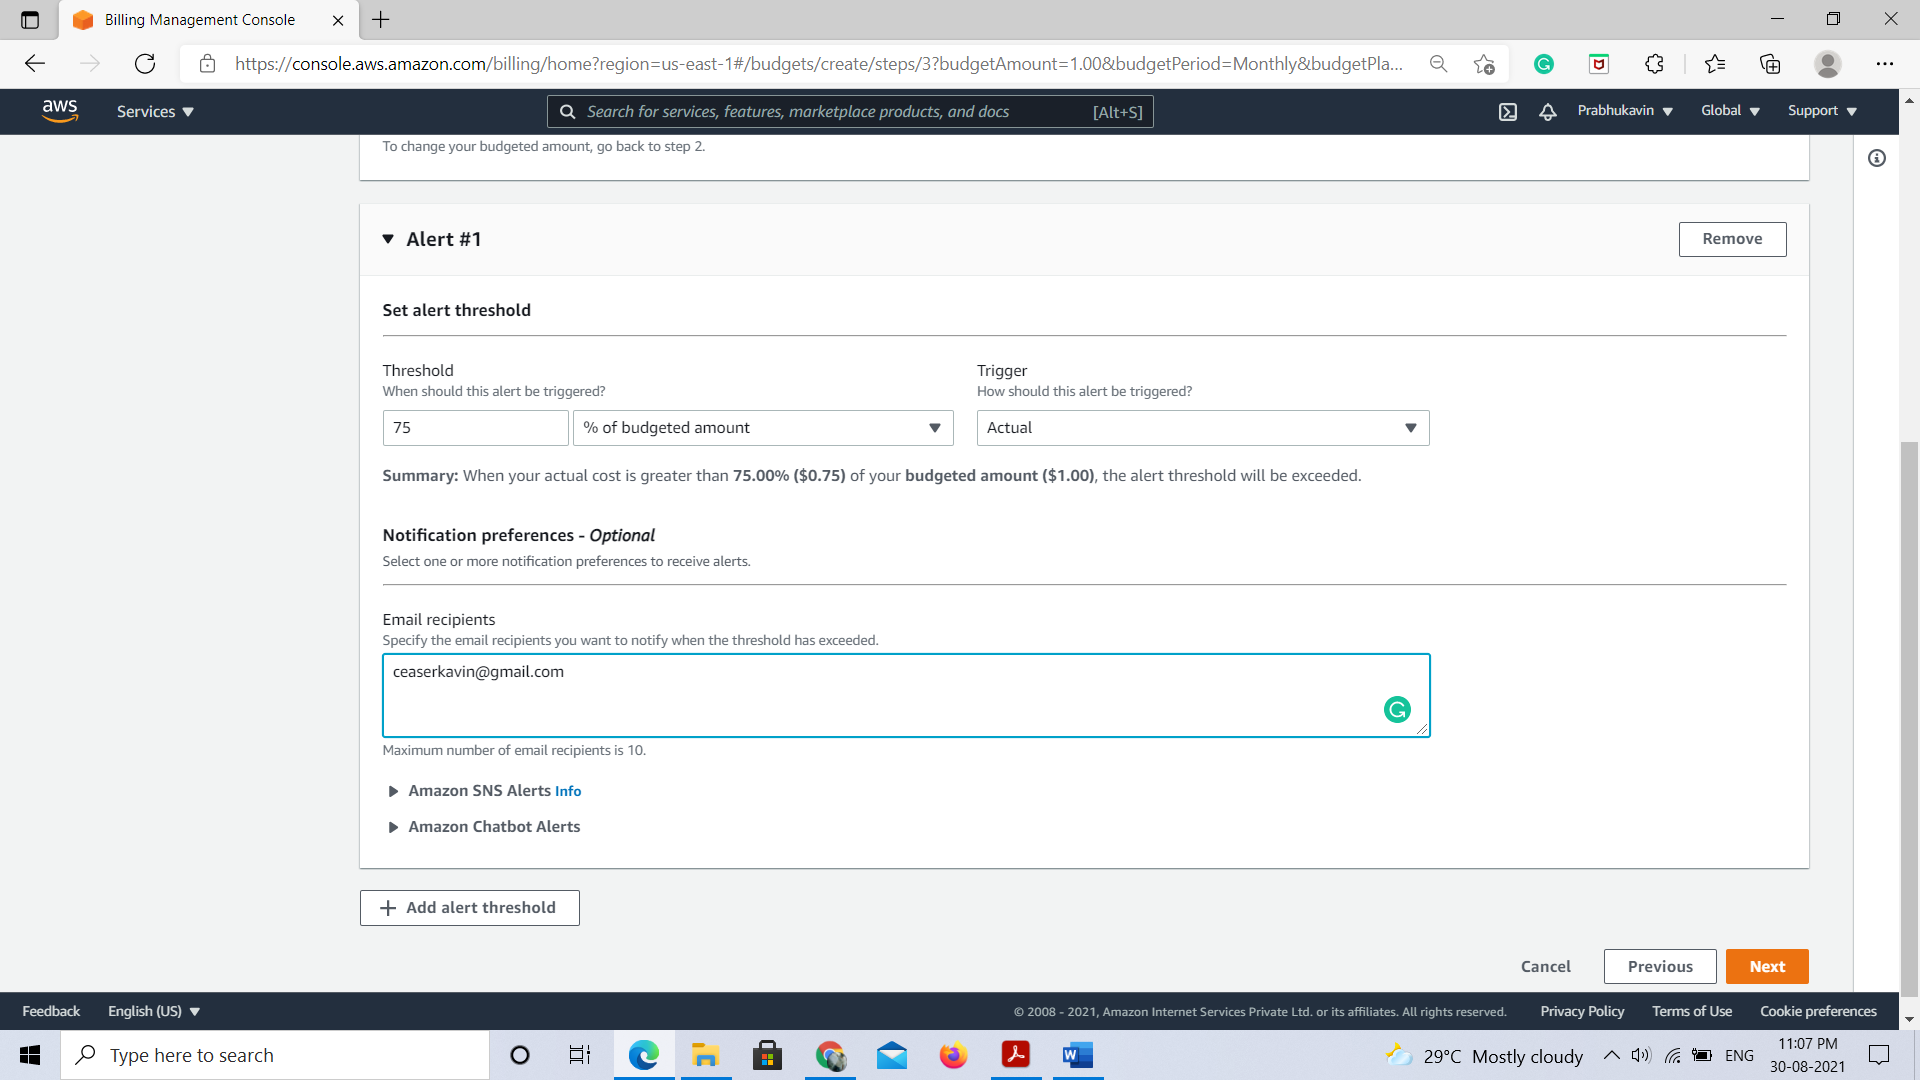 Billing Management Console
https://console.aws.amazon.com/billing/home?region=us-east-1#/budgets/create/steps/3?budgetAmount=1.00&budgetPeriod=Monthly&budgetPla...
aws
Services
Search for services, features, marketplace products, and docs
[Alt+S]
Prabhukavin
Global
Support
To change your budgeted amount, go back to step 2.
Alert #1
Remove
Set alert threshold
Threshold
When should this alert be triggered?
75
% of budgeted amount
Trigger
How should this alert be triggered?
Actual
Summary: When your actual cost is greater than 75.00% ($0.75) of your budgeted amount ($1.00), the alert threshold will be exceeded.
Notification preferences - Optional
Select one or more notification preferences to receive alerts.
Email recipients
Specify the email recipients you want to notify when the threshold has exceeded.
ceaserkavin@gmail.com
Maximum number of email recipients is 10.
Amazon SNS Alerts Info
Amazon Chatbot Alerts
Add alert threshold
Cancel
Previous
Next
Feedback
English (US)
© 2008 - 2021, Amazon Internet Services Private Ltd. or its affiliates. All rights reserved.
Privacy Policy
Terms of Use
Cookie preferences
Type here to search
29°C Mostly cloudy
ENG
11:07 PM
30-08-2021